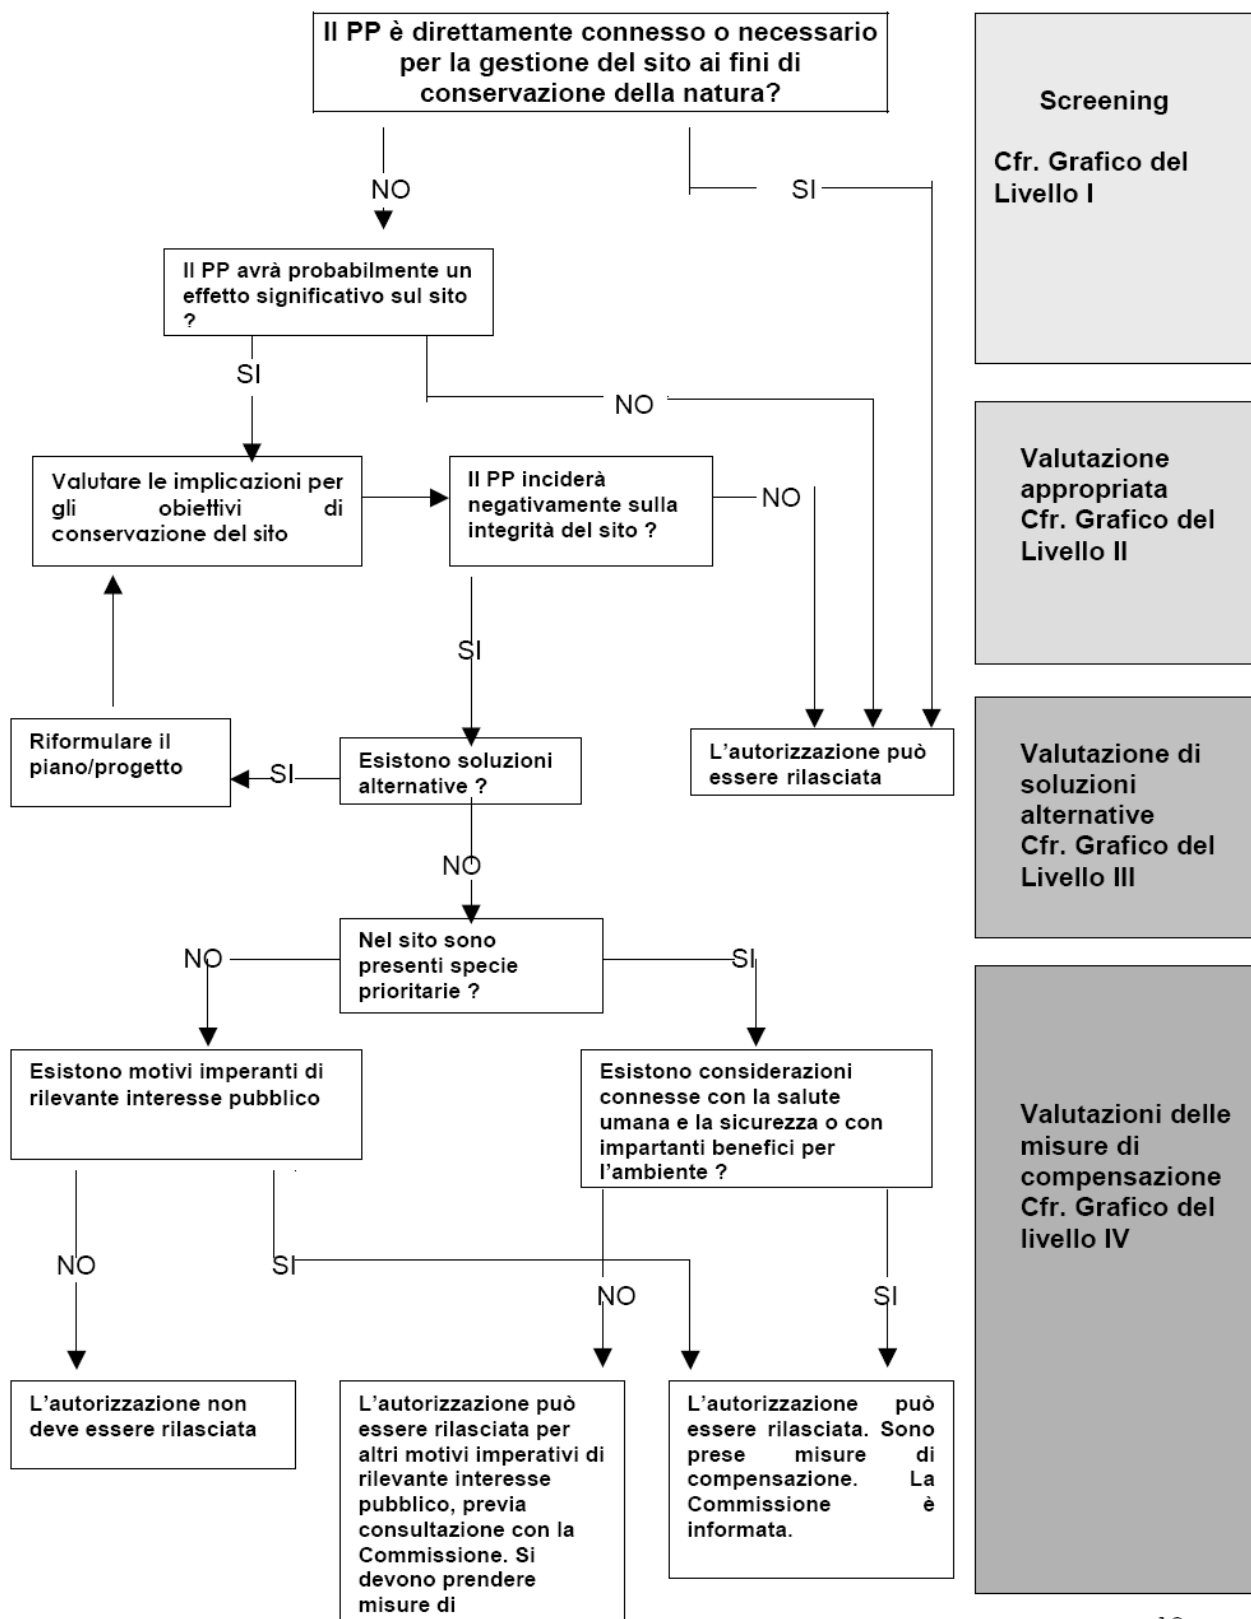 Il PP è direttamente connesso o necessario
per la gestione del sito ai fini di
conservazione della natura?
Screening
Cfr. Grafico del
Livello I
NO
SI
Il PP avrà probabilmente un
effetto significativo sul sito
?
SI
NO
Valutare le implicazioni per
gli obiettivi di
conservazione del sito
Il PP inciderà
negativamente sulla
integrità del sito ?
NO
Valutazione
appropriata
Cfr. Grafico del
Livello II
SI
Riformulare il
piano/progetto
SI
Esistono soluzioni
alternative ?
L'autorizzazione può
essere rilasciata
Valutazione di
soluzioni
alternative
Cfr. Grafico del
Livello III
NO
Nel sito sono
presenti specie
prioritarie ?
NO
SI
Esistono motivi imperanti di
rilevante interesse pubblico
Esistono considerazioni
connesse con la salute
umana e la sicurezza o con
impartanti benefici per
l'ambiente ?
Valutazioni delle
misure di
compensazione
Cfr. Grafico del
livello IV
NO
SI
NO
SI
L'autorizzazione non
deve essere rilasciata
L'autorizzazione può
essere rilasciata per
altri motivi imperativi di
rilevante interesse
pubblico, previa
consultazione con la
Commissione. Si
devono prendere
misure di
L'autorizzazione può
essere rilasciata. Sono
prese misure di
compensazione. La
Commissione è
informata.